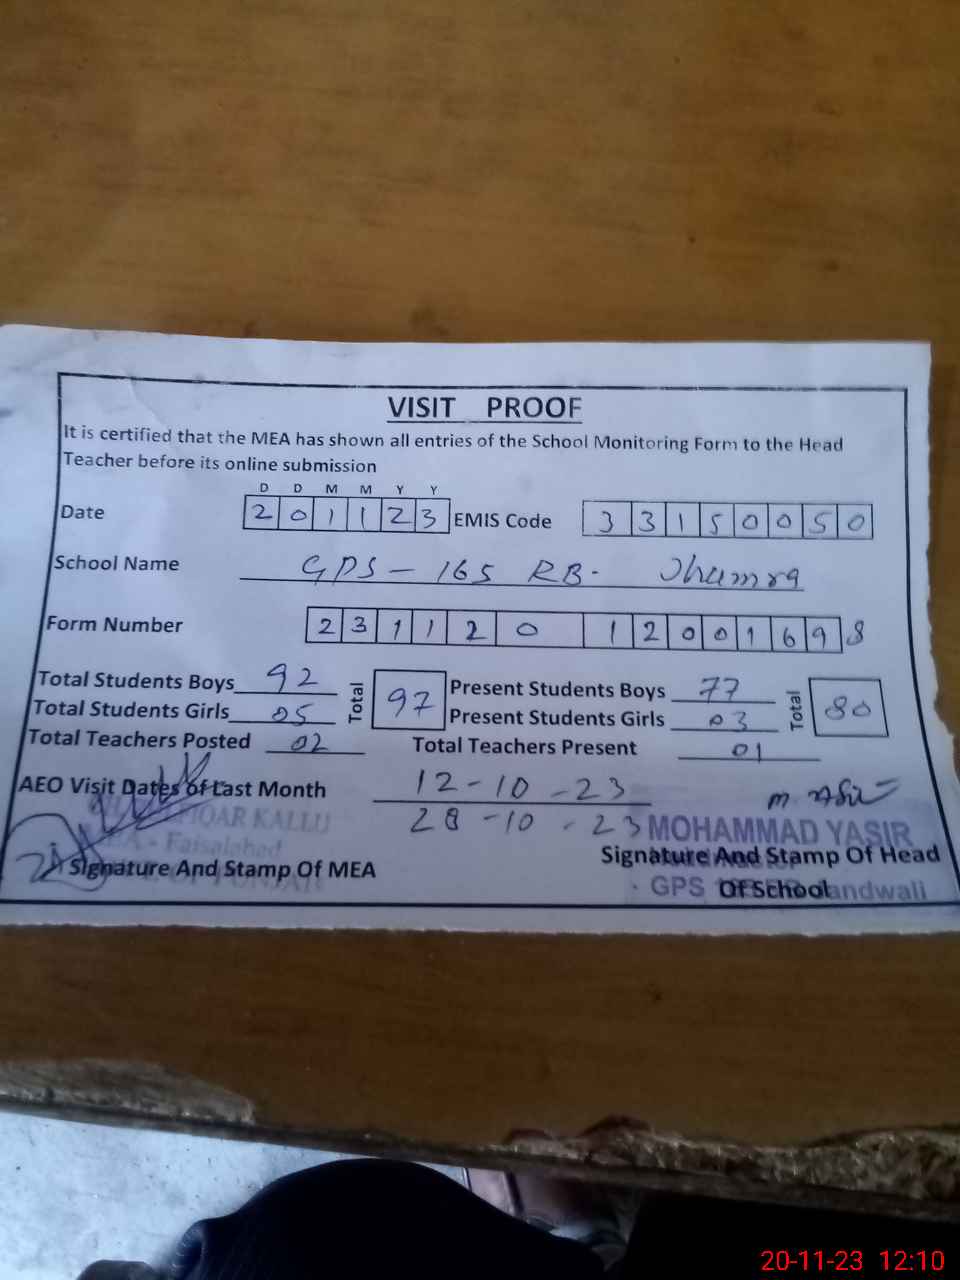 VISIT PROOF
It is certified that the MEA has shown all entries of the School Monitoring Form to the Head
Teacher before its online submission
D D M M Y Y
Date 2 0 1 1 2 3 EMIS Code 3 3 1 5 0 0 5 0
School Name GPS - 165 RB. Jhumra
Form Number 2 3 1 1 2 0 1 2 0 0 1 6 9 8
Total Students Boys 92 Total 97 Present Students Boys 77 Total 80
Total Students Girls 05 Present Students Girls 03
Total Teachers Posted 02 Total Teachers Present 01
AEO Visit Dates of Last Month 12-10-23
28-10-23
IQAR KALLU
- Faisalabad
Signature And Stamp Of MEA
MOHAMMAD YASIR
Signature And Stamp Of Head
Of School
GPS andwali
20-11-23 12:10